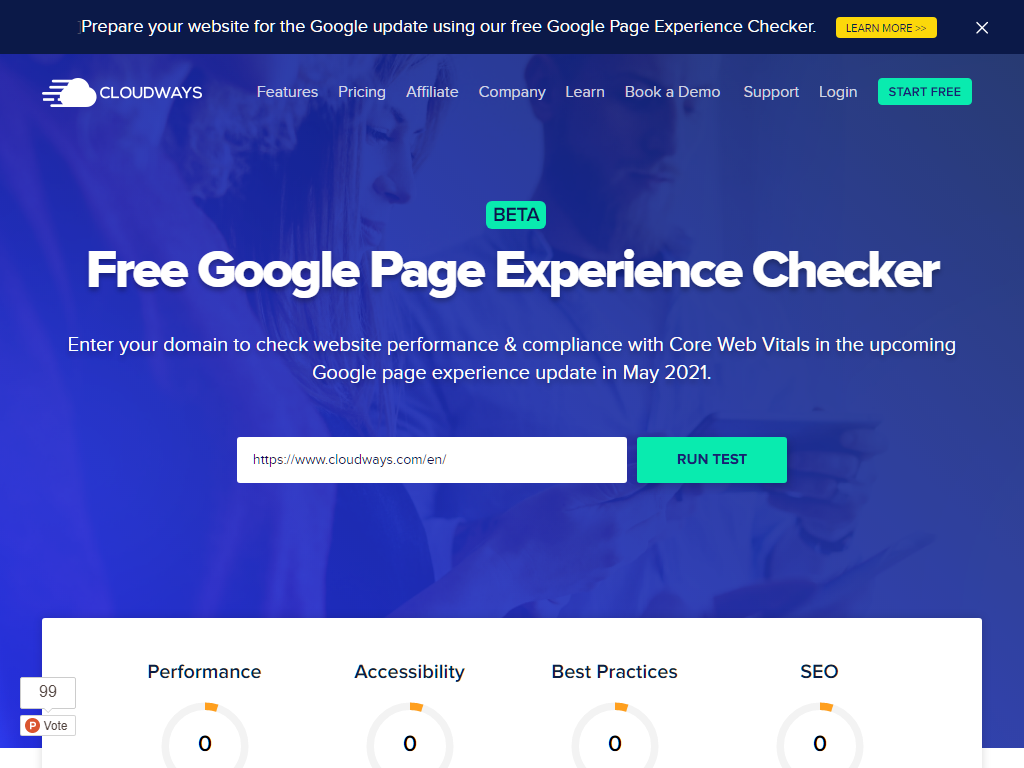 Prepare your website for the Google update using our free Google Page Experience Checker.
LEARN MORE >>
CLOUDWAYS
Features Pricing Affiliate Company Learn Book a Demo Support Login START FREE
BETA
Free Google Page Experience Checker
Enter your domain to check website performance & compliance with Core Web Vitals in the upcoming
Google page experience update in May 2021.
https://www.cloudways.com/en/
RUN TEST
Performance Accessibility Best Practices SEO
0 0 0 0
99
P Vote